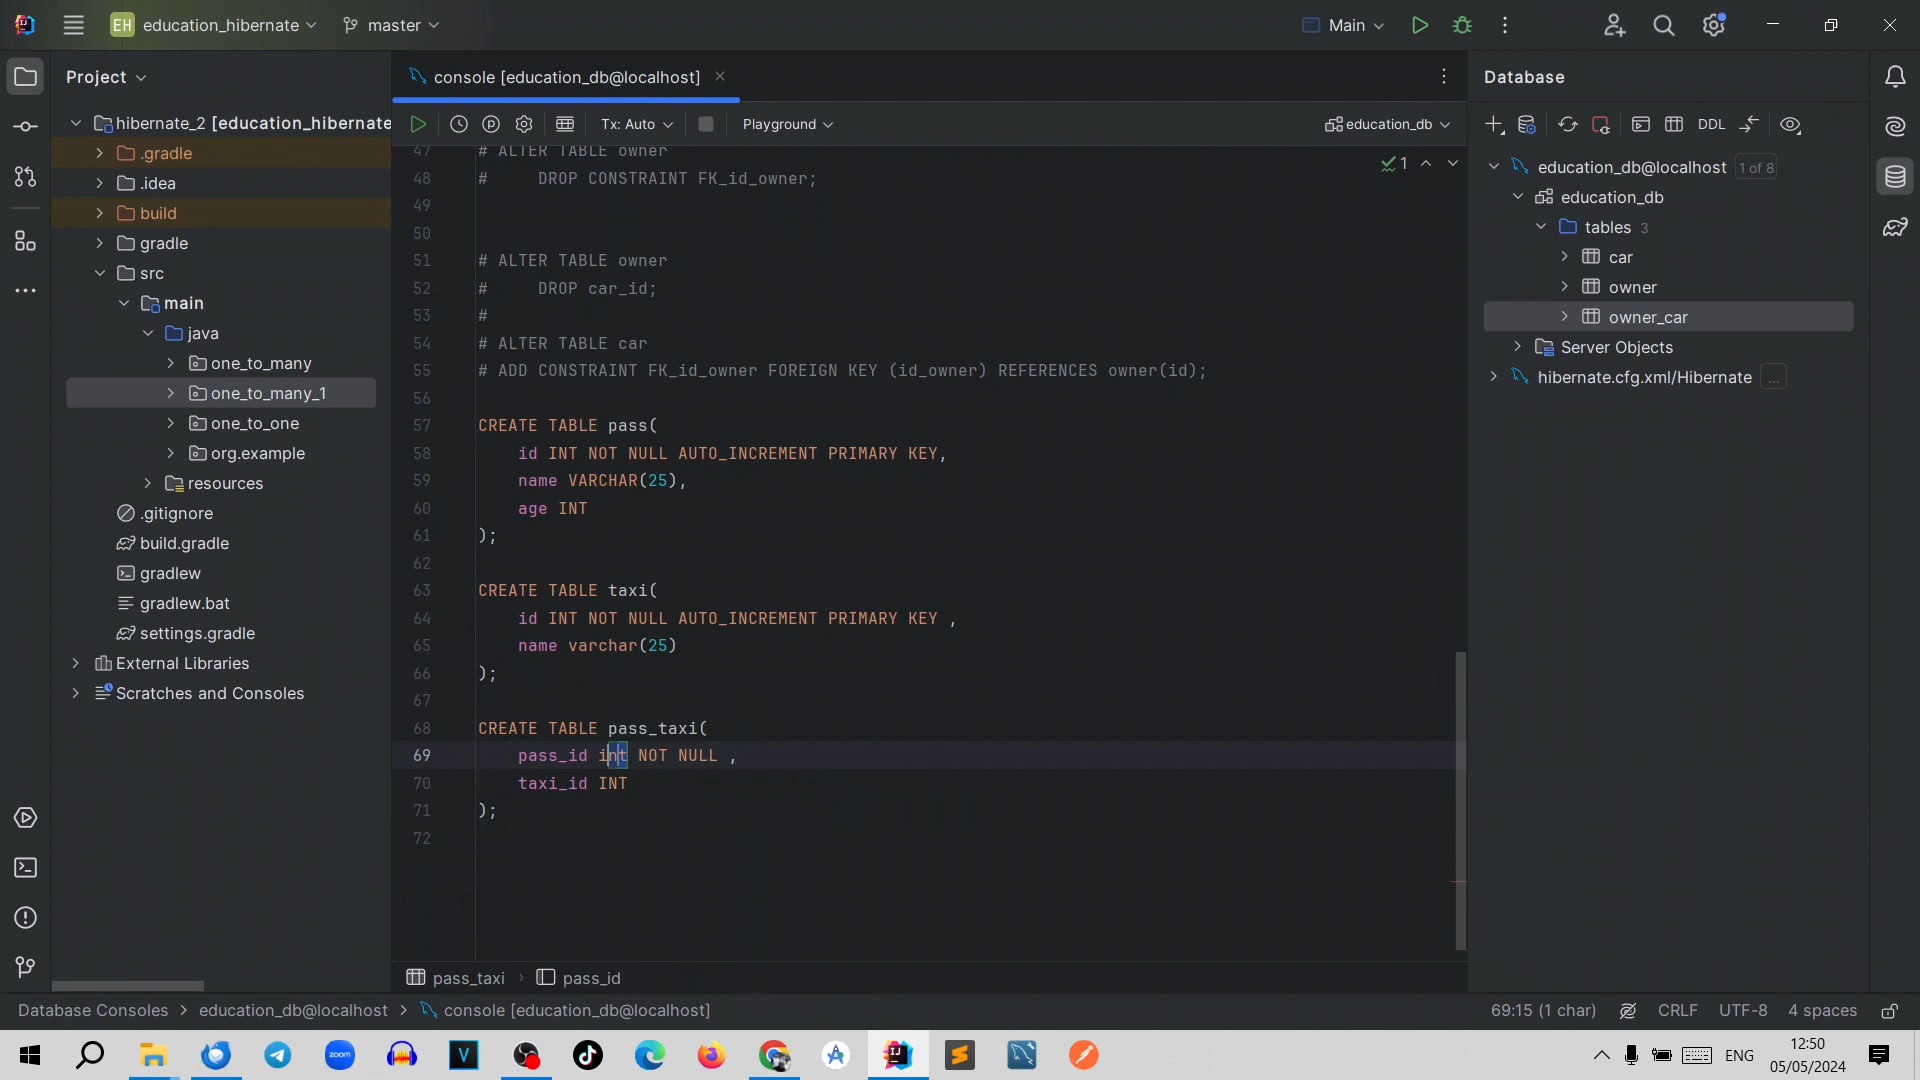 EH education_hibernate
master
Main
Project
console [education_db@localhost]
Database
Tx: Auto
Playground
education_db
DDL
hibernate_2 [education_hibernate
.gradle
.idea
build
gradle
src
main
java
one_to_many
one_to_many_1
one_to_one
org.example
resources
.gitignore
build.gradle
gradlew
gradlew.bat
settings.gradle
External Libraries
Scratches and Consoles
1
47 # ALTER TABLE owner
48 #     DROP CONSTRAINT FK_id_owner;
49
50
51 # ALTER TABLE owner
52 #     DROP car_id;
53 #
54 # ALTER TABLE car
55 # ADD CONSTRAINT FK_id_owner FOREIGN KEY (id_owner) REFERENCES owner(id);
56
57 CREATE TABLE pass(
58     id INT NOT NULL AUTO_INCREMENT PRIMARY KEY,
59     name VARCHAR(25),
60     age INT
61 );
62
63 CREATE TABLE taxi(
64     id INT NOT NULL AUTO_INCREMENT PRIMARY KEY ,
65     name varchar(25)
66 );
67
68 CREATE TABLE pass_taxi(
69     pass_id int NOT NULL ,
70     taxi_id INT
71 );
72
education_db@localhost 1 of 8
education_db
tables 3
car
owner
owner_car
Server Objects
hibernate.cfg.xml/Hibernate ...
pass_taxi › pass_id
Database Consoles > education_db@localhost > console [education_db@localhost]
69:15 (1 char) CRLF UTF-8 4 spaces
zoom
V
ENG
12:50
05/05/2024